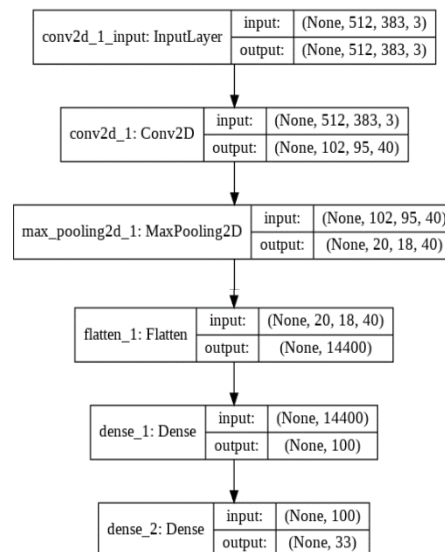 conv2d_1_input: InputLayer
input: (None, 512, 383, 3)
output: (None, 512, 383, 3)
conv2d_1: Conv2D
input: (None, 512, 383, 3)
output: (None, 102, 95, 40)
max_pooling2d_1: MaxPooling2D
input: (None, 102, 95, 40)
output: (None, 20, 18, 40)
flatten_1: Flatten
input: (None, 20, 18, 40)
output: (None, 14400)
dense_1: Dense
input: (None, 14400)
output: (None, 100)
dense_2: Dense
input: (None, 100)
output: (None, 33)